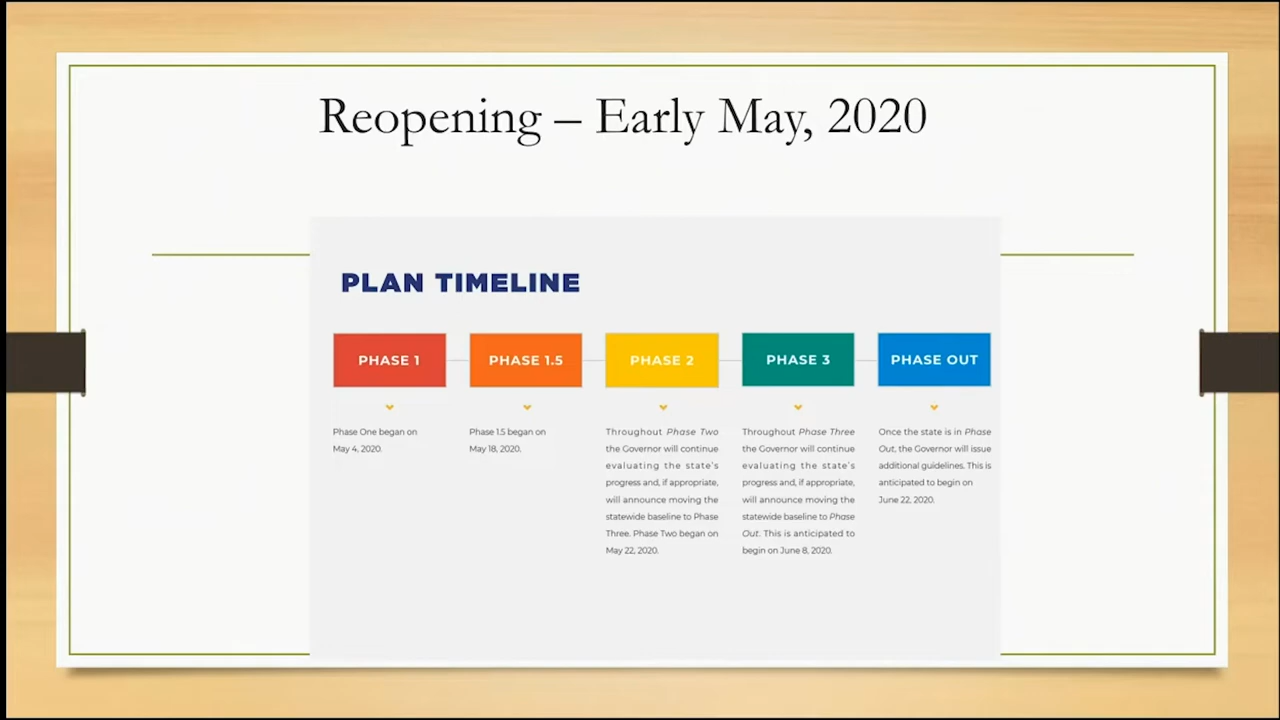 Reopening – Early May, 2020
PLAN TIMELINE
PHASE 1
PHASE 1.5
PHASE 2
PHASE 3
PHASE OUT
Phase One began on
May 4, 2020.
Phase 1.5 began on
May 18, 2020.
Throughout Phase Two
the Governor will continue
evaluating the state's
progress and, if appropriate,
will announce moving the
statewide baseline to Phase
Three. Phase Two began on
May 22, 2020.
Throughout Phase Three
the Governor will continue
evaluating the state's
progress and, if appropriate,
will announce moving the
statewide baseline to Phase
Out. This is anticipated to
begin on June 8, 2020.
Once the state is in Phase
Out, the Governor will issue
additional guidelines. This is
anticipated to begin on
June 22, 2020.